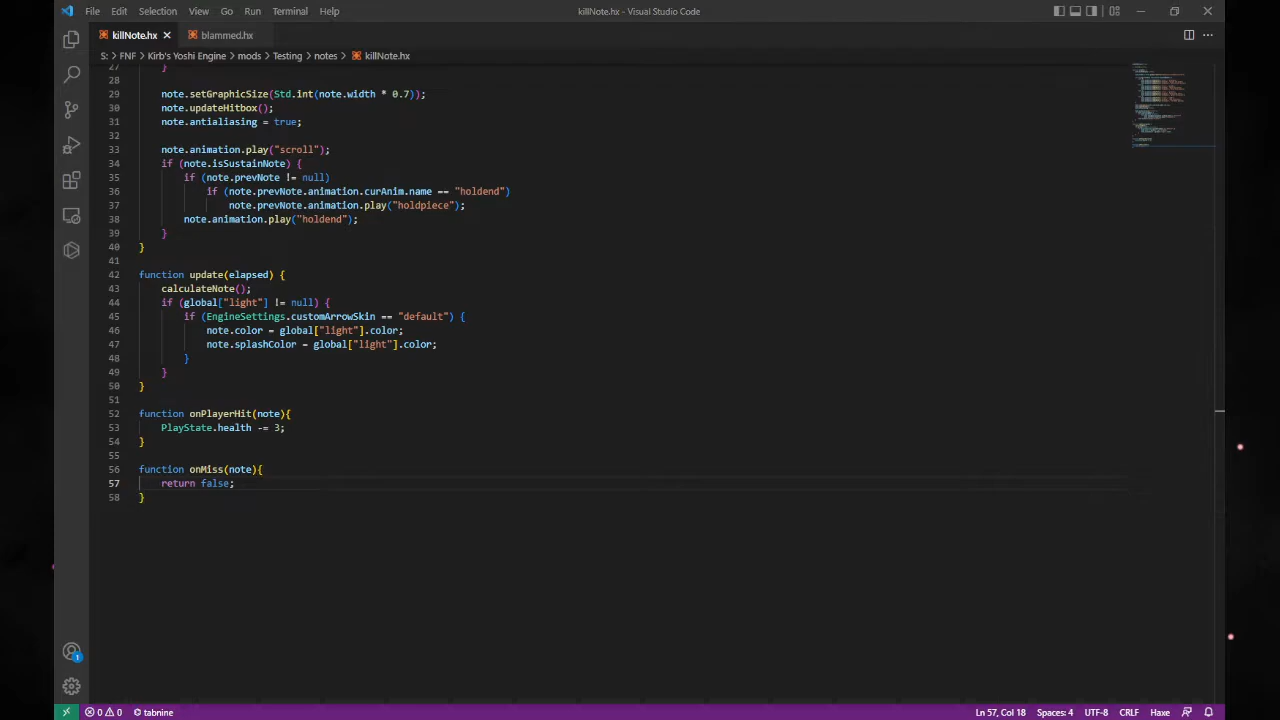 File Edit Selection View Go Run Terminal Help killNote.hx - Visual Studio Code
killNote.hx blammed.hx
S: > FNF > Kirb's Yoshi Engine > mods > Testing > notes > killNote.hx
27 }
28
29 note.setGraphicSize(Std.int(note.width * 0.7));
30 note.updateHitbox();
31 note.antialiasing = true;
32
33 note.animation.play("scroll");
34 if (note.isSustainNote) {
35 if (note.prevNote != null)
36 if (note.prevNote.animation.curAnim.name == "holdend")
37 note.prevNote.animation.play("holdpiece");
38 note.animation.play("holdend");
39 }
40 }
41
42 function update(elapsed) {
43 calculateNote();
44 if (global["light"] != null) {
45 if (EngineSettings.customArrowSkin == "default") {
46 note.color = global["light"].color;
47 note.splashColor = global["light"].color;
48 }
49 }
50 }
51
52 function onPlayerHit(note){
53 PlayState.health -= 3;
54 }
55
56 function onMiss(note){
57 return false;
58 }
1
0 0 tabnine Ln 57, Col 18 Spaces: 4 UTF-8 CRLF Haxe